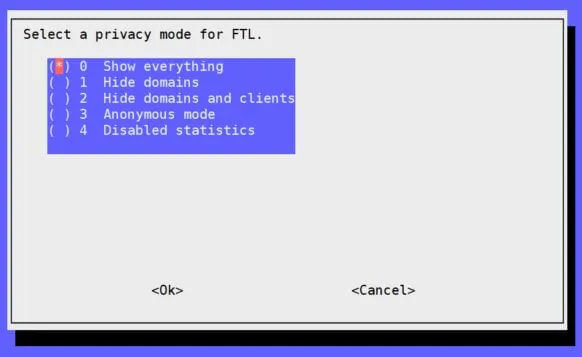 Select a privacy mode for FTL.
(*) 0 Show everything
( ) 1 Hide domains
( ) 2 Hide domains and clients
( ) 3 Anonymous mode
( ) 4 Disabled statistics
<Ok> <Cancel>